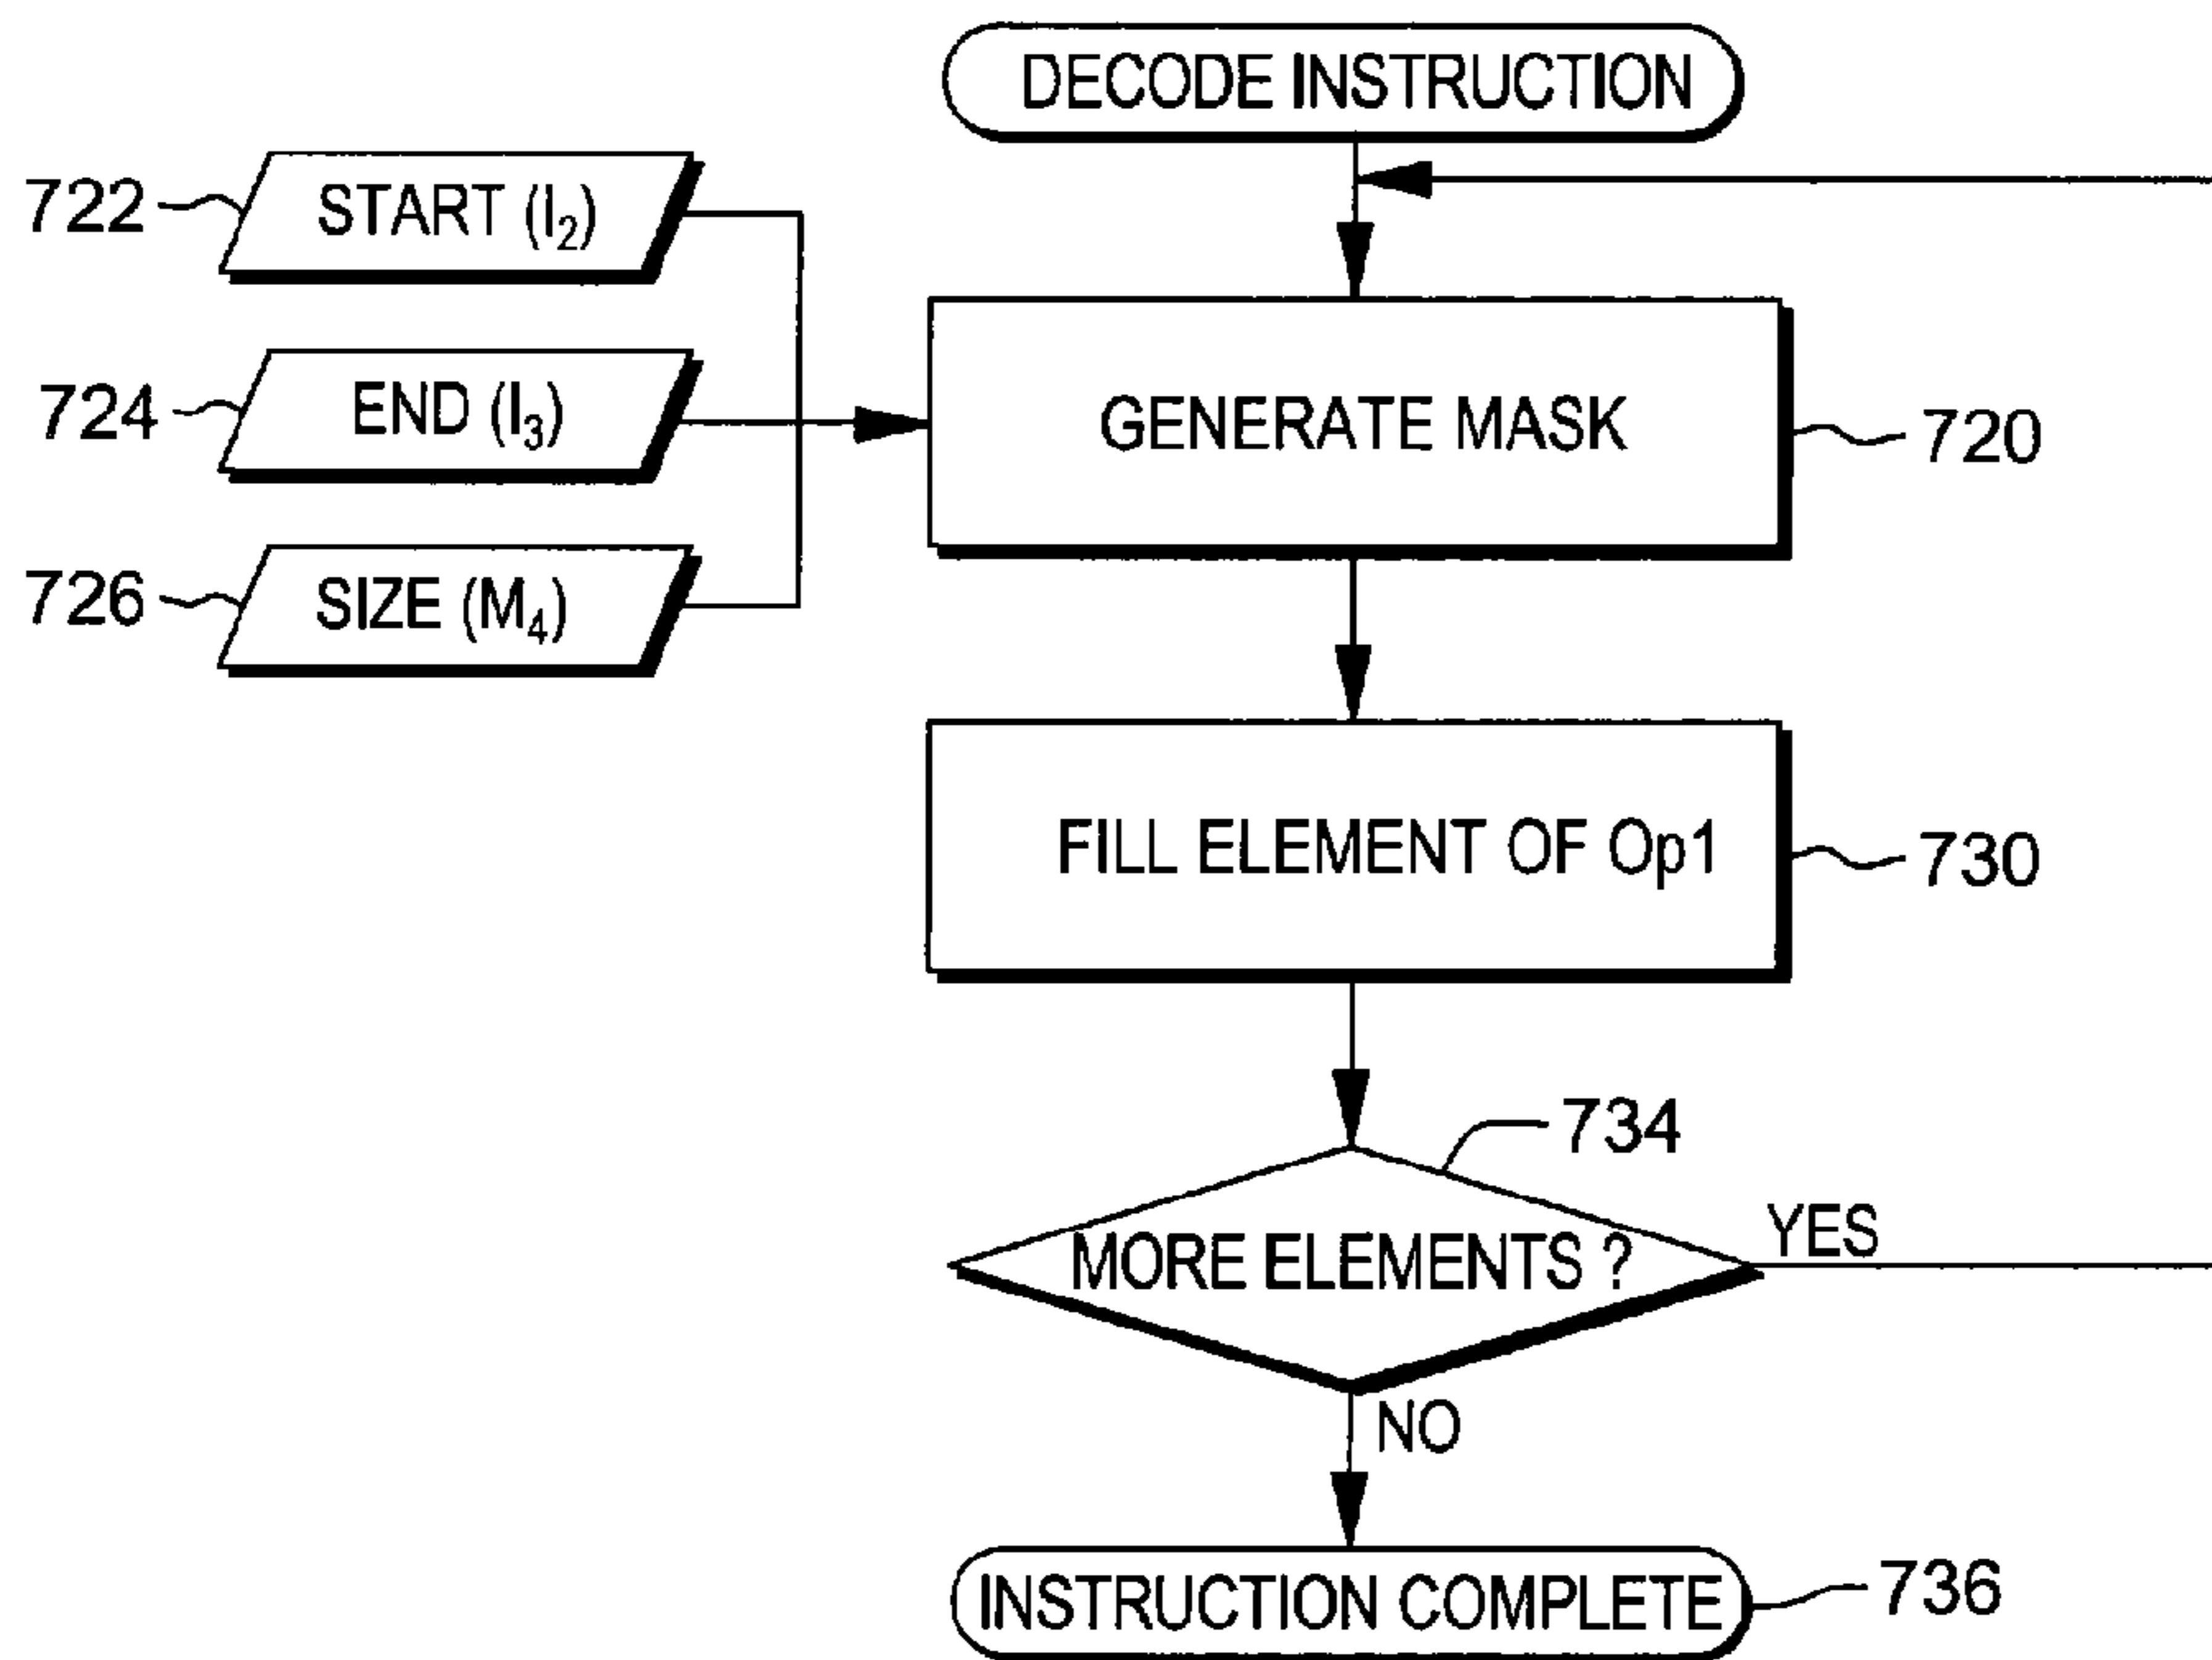 DECODE INSTRUCTION
722
START (I₂)
724
END (I₃)
726
SIZE (M₄)
GENERATE MASK
720
FILL ELEMENT OF Op1
730
734
MORE ELEMENTS ?
YES
NO
INSTRUCTION COMPLETE
736